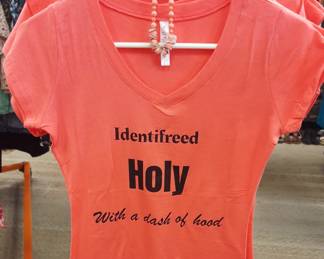 Identifreed
Holy
With a dash of hood